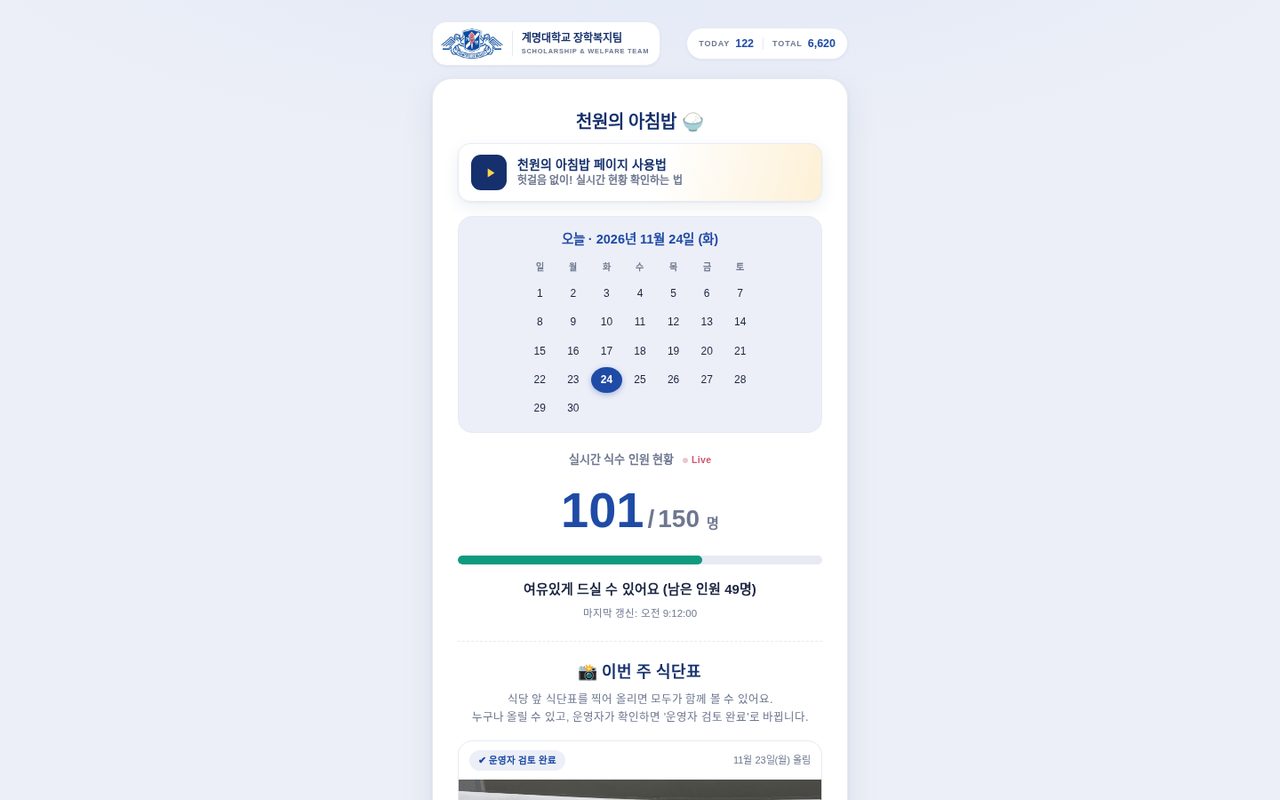 계명대학교 장학복지팀
SCHOLARSHIP & WELFARE TEAM
TODAY 122 TOTAL 6,620
천원의 아침밥 🍚
천원의 아침밥 페이지 사용법
헛걸음 없이! 실시간 현황 확인하는 법
오늘 · 2026년 11월 24일 (화)
일 월 화 수 목 금 토
1 2 3 4 5 6 7
8 9 10 11 12 13 14
15 16 17 18 19 20 21
22 23 24 25 26 27 28
29 30
실시간 식수 인원 현황 Live
101 / 150 명
여유있게 드실 수 있어요 (남은 인원 49명)
마지막 갱신: 오전 9:12:00
📸 이번 주 식단표
식당 앞 식단표를 찍어 올리면 모두가 함께 볼 수 있어요.
누구나 올릴 수 있고, 운영자가 확인하면 '운영자 검토 완료'로 바뀝니다.
✔ 운영자 검토 완료 11월 23일(월) 올림